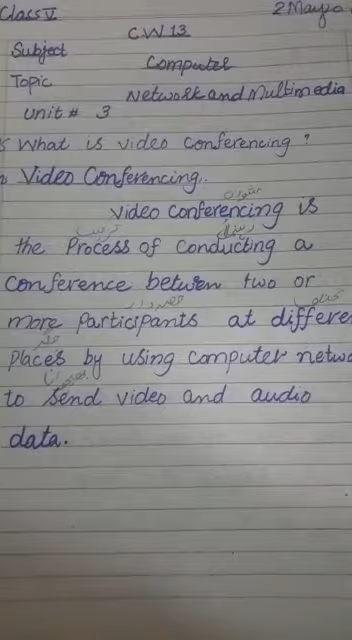 Class V 2 May
C.W 13
Subject
Computer
Topic
Network and Multimedia
Unit # 3
What is video conferencing?
Video Conferencing.
Video conferencing is
the Process of Conducting a
Conference between two or
more Participants at differe
Places by using computer netwo
to Send video and audio
data.